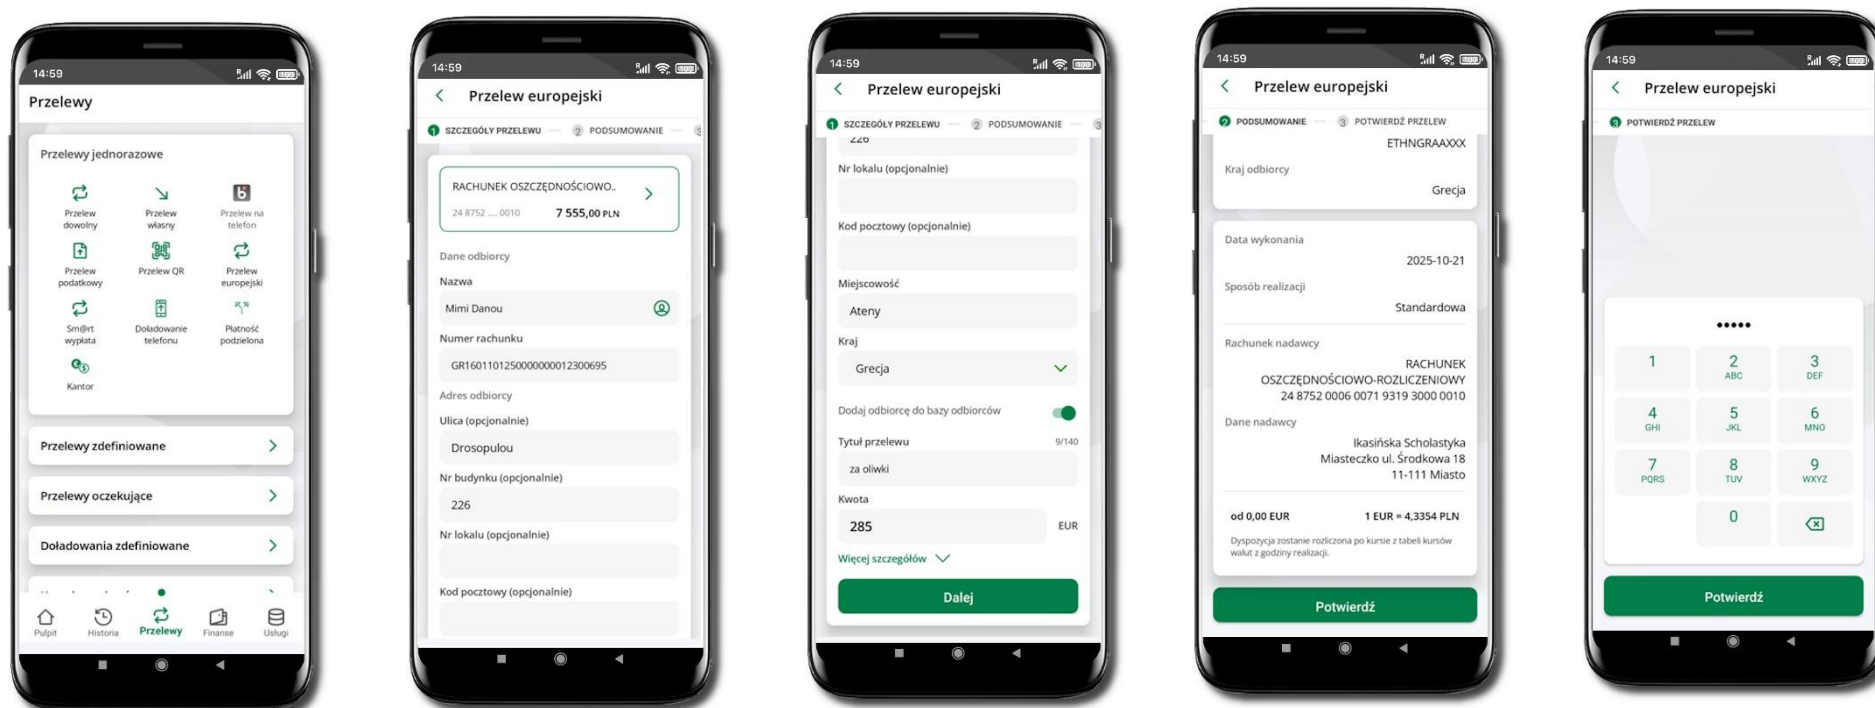 14:59
Przelewy
Przelewy jednorazowe
Przelew
dowolny
Przelew
własny
Przelew na
telefon
Przelew
podatkowy
Przelew QR
Przelew
europejski
Sm@rt
wypłata
Doładowanie
telefonu
Płatność
podzielona
Kantor
Przelewy zdefiniowane
Przelewy oczekujące
Doładowania zdefiniowane
Pulpit
Historia
Przelewy
Finanse
Usługi
14:59
Przelew europejski
1 SZCZEGÓŁY PRZELEWU 2 PODSUMOWANIE 3
RACHUNEK OSZCZĘDNOŚCIOWO..
24 8752 .... 0010 7 555,00 PLN
Dane odbiorcy
Nazwa
Mimi Danou
Numer rachunku
GR1601101250000000012300695
Adres odbiorcy
Ulica (opcjonalnie)
Drosopulou
Nr budynku (opcjonalnie)
226
Nr lokalu (opcjonalnie)
Kod pocztowy (opcjonalnie)
14:59
Przelew europejski
1 SZCZEGÓŁY PRZELEWU 2 PODSUMOWANIE 3
226
Nr lokalu (opcjonalnie)
Kod pocztowy (opcjonalnie)
Miejscowość
Ateny
Kraj
Grecja
Dodaj odbiorcę do bazy odbiorców
Tytuł przelewu 9/140
za oliwki
Kwota
285 EUR
Więcej szczegółów
Dalej
14:59
Przelew europejski
2 PODSUMOWANIE 3 POTWIERDŹ PRZELEW
ETHNGRAAXXX
Kraj odbiorcy
Grecja
Data wykonania
2025-10-21
Sposób realizacji
Standardowa
Rachunek nadawcy
RACHUNEK
OSZCZĘDNOŚCIOWO-ROZLICZENIOWY
24 8752 0006 0071 9319 3000 0010
Dane nadawcy
Ikasińska Scholastyka
Miasteczko ul. Środkowa 18
11-111 Miasto
od 0,00 EUR 1 EUR = 4,3354 PLN
Dyspozycja zostanie rozliczona po kursie z tabeli kursów
walut z godziny realizacji.
Potwierdź
14:59
Przelew europejski
3 POTWIERDŹ PRZELEW
•••••
1 2 3
ABC DEF
4 5 6
GHI JKL MNO
7 8 9
PQRS TUV WXYZ
0
Potwierdź